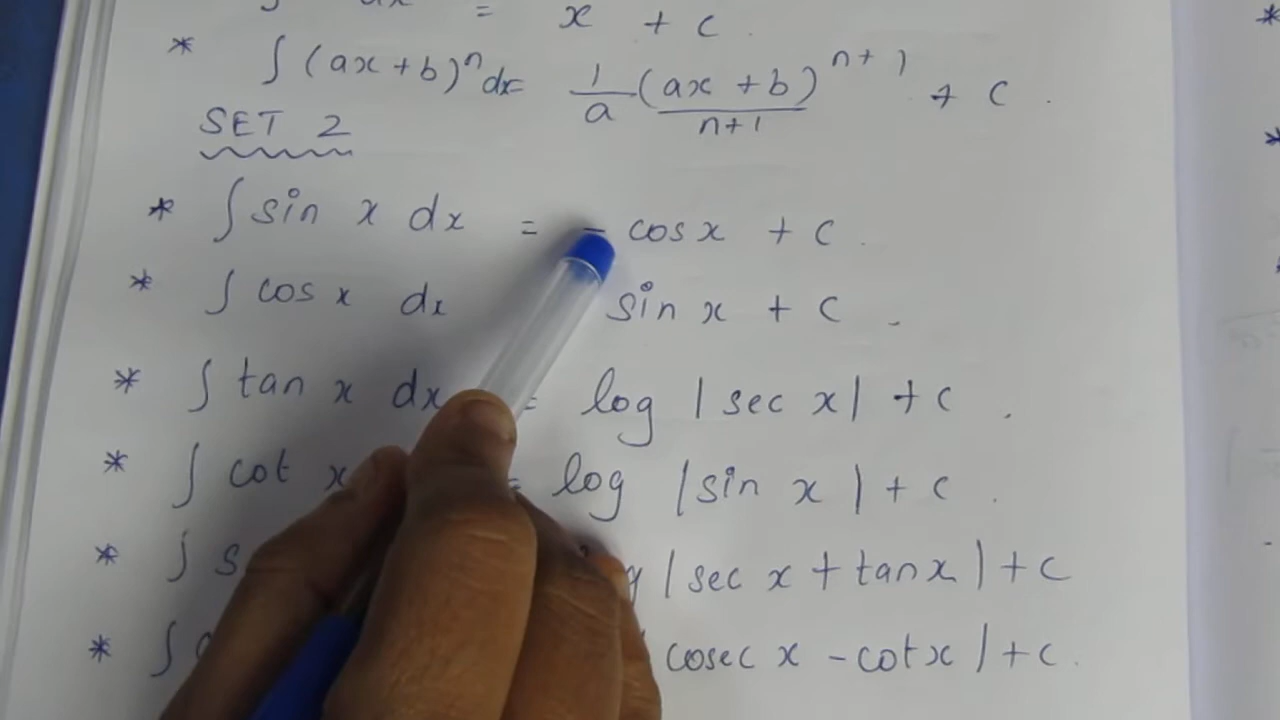 = x + c.
* ∫ (ax + b)^n dx = 1/a (ax + b)^(n+1) / (n+1) + c.
SET 2
* ∫ sin x dx = - cos x + c.
* ∫ cos x dx sin x + c.
* ∫ tan x dx = log |sec x| + c.
* ∫ cot x = log |sin x| + c.
* ∫ |sec x + tan x| + c
* ∫ cosec x - cot x| + c.